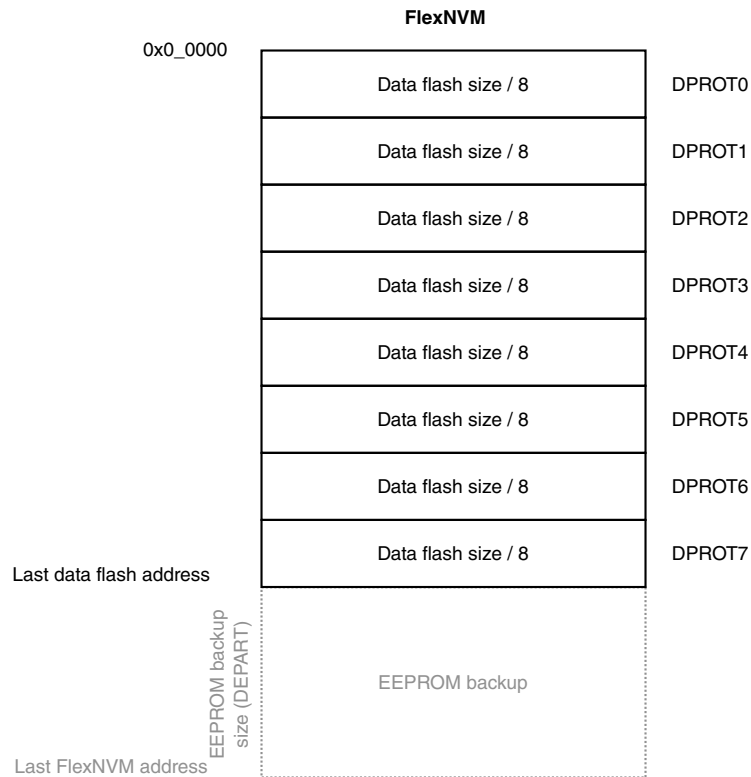 FlexNVM
0x0_0000
Data flash size / 8 DPROT0
Data flash size / 8 DPROT1
Data flash size / 8 DPROT2
Data flash size / 8 DPROT3
Data flash size / 8 DPROT4
Data flash size / 8 DPROT5
Data flash size / 8 DPROT6
Data flash size / 8 DPROT7
Last data flash address
EEPROM backup
size (DEPART)
EEPROM backup
Last FlexNVM address